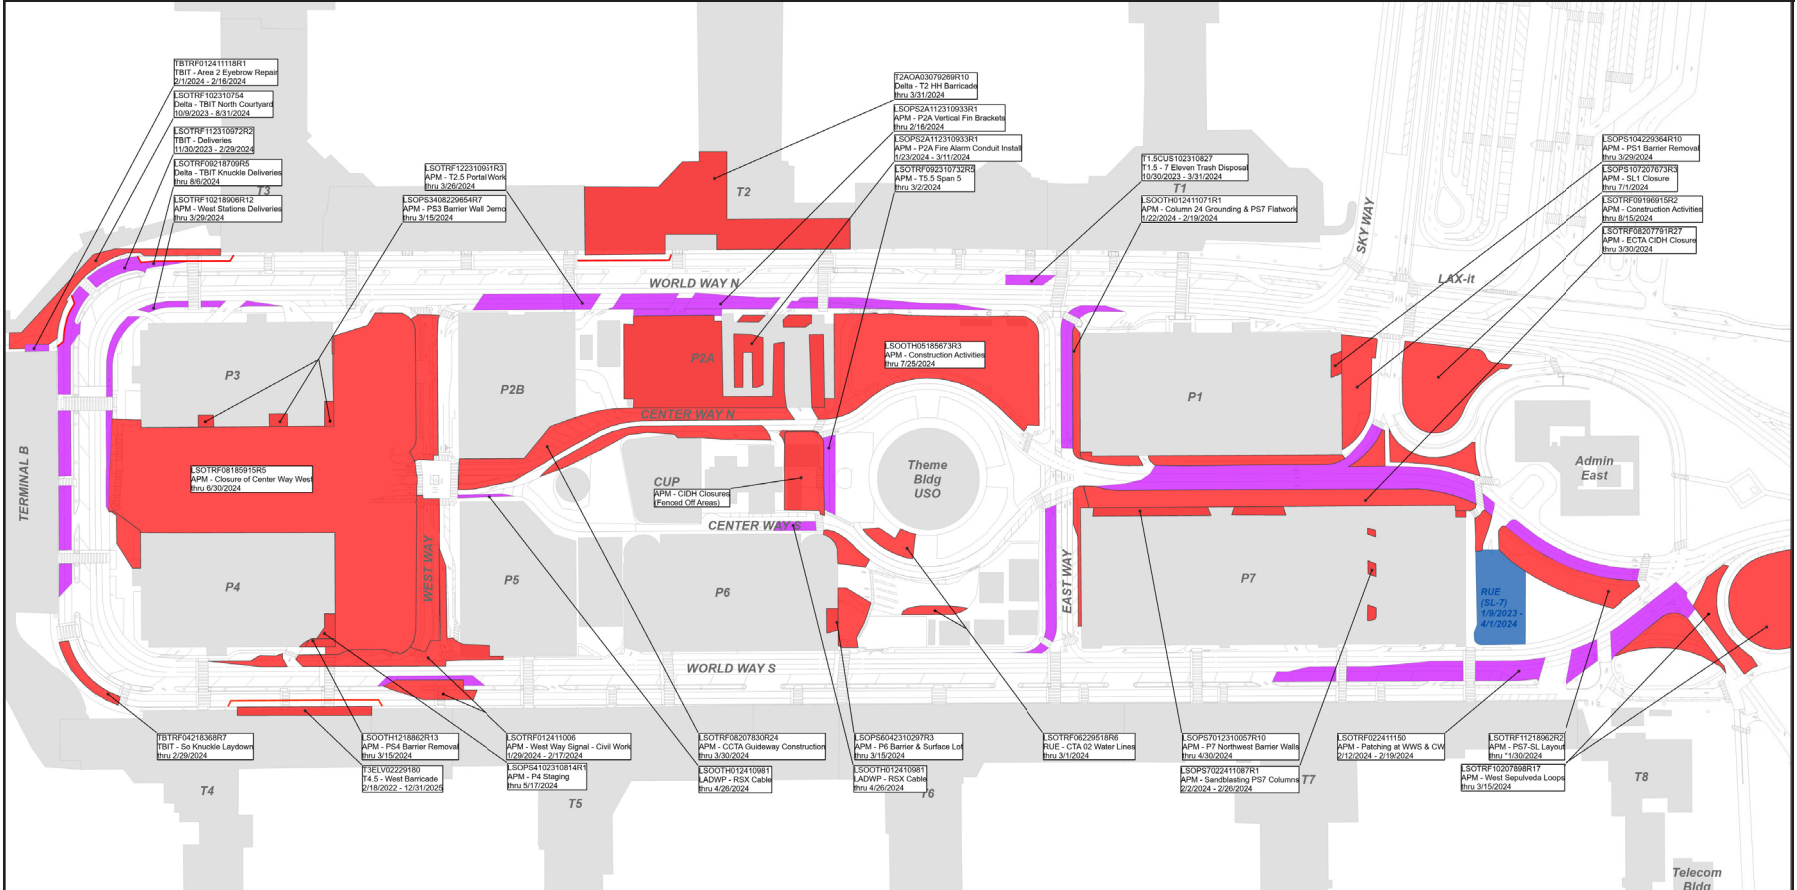 TBTRF012411118R1
TBIT - Area 2 Eyebrow Repair
2/1/2024 - 2/16/2024
LSOTRF102310754
Delta - TBIT North Courtyard
10/9/2023 - 8/31/2024
LSOTRF112310972R2
TBIT - Deliveries
11/30/2023 - 2/29/2024
LSOTRF09218709R5
Delta - TBIT Knuckle Deliveries
thru 8/6/2024
LSOTRF10218906R12
APM - West Stations Deliveries
thru 3/29/2024
T3
LSOTRF122310951R3
APM - T2.5 Portal Work
thru 3/26/2024
LSOPS3408229654R7
APM - PS3 Barrier Wall Demo
thru 3/15/2024
T2AOA03079269R10
Delta - T2 HH Barricade
thru 3/31/2024
LSOPS2A112310933R1
APM - P2A Vertical Fin Brackets
thru 2/16/2024
LSOPS2A112310933R1
APM - P2A Fire Alarm Conduit Install
1/23/2024 - 3/11/2024
LSOTRF092310732R5
APM - T5.5 Span 5
thru 3/2/2024
T2
T1.5CUS102310827
T1.5 - 7 Eleven Trash Disposal
10/30/2023 - 3/31/2024
T1
LSOOTH012411071R1
APM - Column 24 Grounding & PS7 Flatwork
1/22/2024 - 2/19/2024
LSOPS104229364R10
APM - PS1 Barrier Removal
thru 3/29/2024
LSOPS107207673R3
APM - SL1 Closure
thru 7/1/2024
LSOTRF09196915R2
APM - Construction Activities
thru 8/15/2024
LSOTRF08207791R27
APM - ECTA CIDH Closure
thru 3/30/2024
SKY WAY
LAX-it
WORLD WAY N
P3
P2B
P2A
LSOOTH05185673R3
APM - Construction Activities
thru 7/25/2024
P1
CENTER WAY N
TERMINAL B
LSOTRF08185915R5
APM - Closure of Center Way West
thru 6/30/2024
CUP
APM - CIDH Closures
(Fenced Off Areas)
Theme
Bldg
USO
Admin
East
CENTER WAY S
WEST WAY
EAST WAY
P4
P5
P6
P7
RUE
(SL-7)
1/9/2023 -
4/1/2024
WORLD WAY S
TBTRF04218368R7
TBIT - So Knuckle Laydown
thru 2/29/2024
LSOOTH1218862R13
APM - PS4 Barrier Removal
thru 3/15/2024
T3ELV02229180
T4.5 - West Barricade
2/18/2022 - 12/31/2025
LSOTRF012411006
APM - West Way Signal - Civil Work
1/29/2024 - 2/17/2024
LSOPS4102310814R1
APM - P4 Staging
thru 5/17/2024
LSOTRF08207830R24
APM - CCTA Guideway Construction
thru 3/30/2024
LSOOTH012410981
LADWP - RSX Cable
thru 4/26/2024
LSOPS6042310297R3
APM - P6 Barrier & Surface Lot
thru 3/15/2024
LSOOTH012410981
LADWP - RSX Cable
thru 4/26/2024
LSOTRF06229518R6
RUE - CTA 02 Water Lines
thru 3/1/2024
LSOPS7012310057R10
APM - P7 Northwest Barrier Walls
thru 4/30/2024
LSOPS7022411087R1
APM - Sandblasting PS7 Columns
2/2/2024 - 2/26/2024
LSOTRF022411150
APM - Patching at WWS & CW
2/12/2024 - 2/19/2024
LSOTRF11218962R2
APM - PS7-SL Layout
thru *1/30/2024
LSOTRF10207898R17
APM - West Sepulveda Loops
thru 3/15/2024
T4
T5
T6
T7
T8
Telecom
Bldg